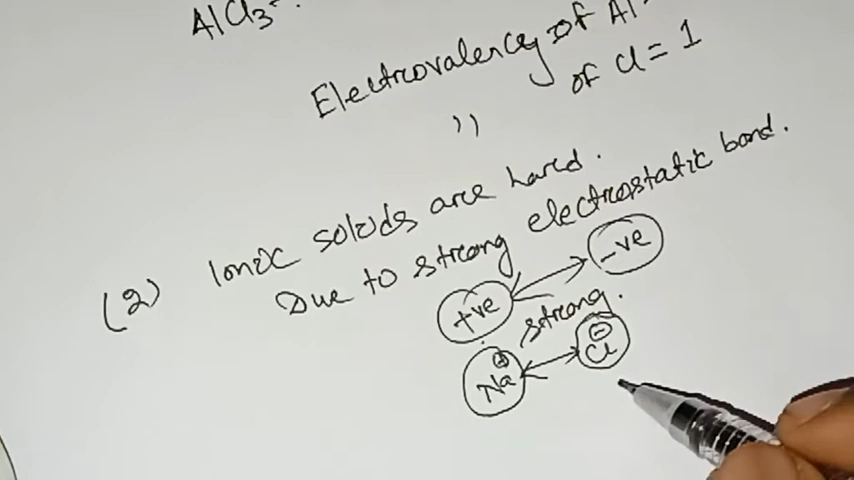 AlCl3
Electrovalency of Al
" of Cl = 1
(2) Ionic solids are hard.
Due to strong electrostatic bond.
+ve -ve
strong.
Na⊕ Cl⊖